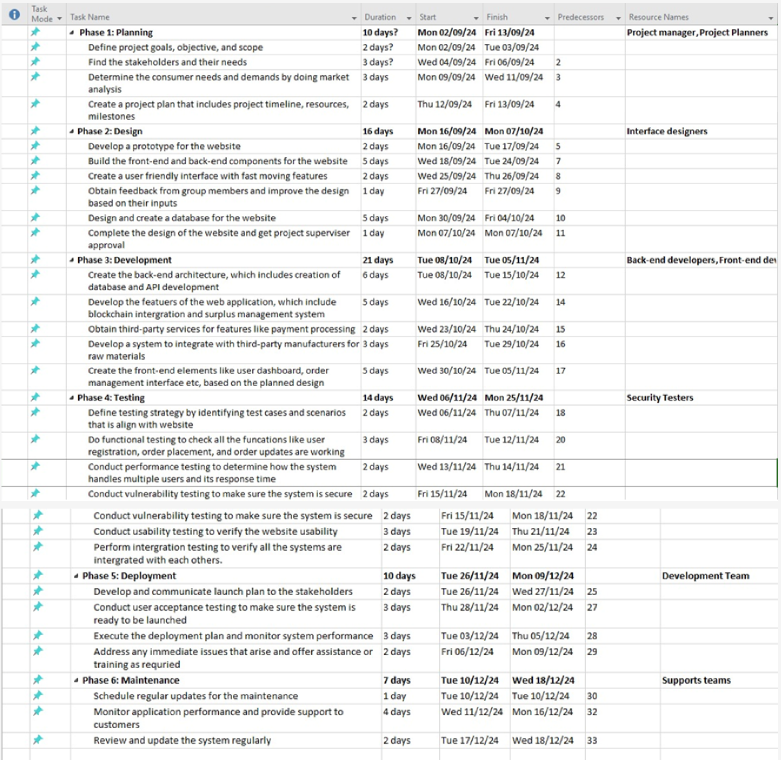 Task Mode Task Name Duration Start Finish Predecessors Resource Names
Phase 1: Planning 10 days? Mon 02/09/24 Fri 13/09/24 Project manager,Project Planners
Define project goals, objective, and scope 2 days? Mon 02/09/24 Tue 03/09/24
Find the stakeholders and their needs 3 days? Wed 04/09/24 Fri 06/09/24 2
Determine the consumer needs and demands by doing market 3 days Mon 09/09/24 Wed 11/09/24 3
analysis
Create a project plan that includes project timeline, resources, 2 days Thu 12/09/24 Fri 13/09/24 4
milestones
Phase 2: Design 16 days Mon 16/09/24 Mon 07/10/24 Interface designers
Develop a prototype for the website 2 days Mon 16/09/24 Tue 17/09/24 5
Build the front-end and back-end components for the website 5 days Wed 18/09/24 Tue 24/09/24 7
Create a user friendly interface with fast moving features 2 days Wed 25/09/24 Thu 26/09/24 8
Obtain feedback from group members and improve the design 1 day Fri 27/09/24 Fri 27/09/24 9
based on their inputs
Design and create a database for the website 5 days Mon 30/09/24 Fri 04/10/24 10
Complete the design of the website and get project superviser 1 day Mon 07/10/24 Mon 07/10/24 11
approval
Phase 3: Development 21 days Tue 08/10/24 Tue 05/11/24 Back-end developers,Front-end dev
Create the back-end architecture, which includes creation of 6 days Tue 08/10/24 Tue 15/10/24 12
database and API development
Develop the featuers of the web application, which include 5 days Wed 16/10/24 Tue 22/10/24 14
blockchain intergration and surplus management system
Obtain third-party services for features like payment processing 2 days Wed 23/10/24 Thu 24/10/24 15
Develop a system to integrate with third-party manufacturers for 3 days Fri 25/10/24 Tue 29/10/24 16
raw materials
Create the front-end elements like user dashboard, order 5 days Wed 30/10/24 Tue 05/11/24 17
management interface etc, based on the planned design
Phase 4: Testing 14 days Wed 06/11/24 Mon 25/11/24 Security Testers
Define testing strategy by identifying test cases and scenarios 2 days Wed 06/11/24 Thu 07/11/24 18
that is align with website
Do functional testing to check all the funcations like user 3 days Fri 08/11/24 Tue 12/11/24 20
registration, order placement, and order updates are working
Conduct performance testing to determine how the system 2 days Wed 13/11/24 Thu 14/11/24 21
handles multiple users and its response time
Conduct vulnerability testing to make sure the system is secure 2 days Fri 15/11/24 Mon 18/11/24 22
Conduct vulnerability testing to make sure the system is secure 2 days Fri 15/11/24 Mon 18/11/24 22
Conduct usability testing to verify the website usability 3 days Tue 19/11/24 Thu 21/11/24 23
Perform intergration testing to verify all the systems are 2 days Fri 22/11/24 Mon 25/11/24 24
intergrated with each others.
Phase 5: Deployment 10 days Tue 26/11/24 Mon 09/12/24 Development Team
Develop and communicate launch plan to the stakeholders 2 days Tue 26/11/24 Wed 27/11/24 25
Conduct user acceptance testing to make sure the system is 3 days Thu 28/11/24 Mon 02/12/24 27
ready to be launched
Execute the deployment plan and monitor system performance 3 days Tue 03/12/24 Thu 05/12/24 28
Address any immediate issues that arise and offer assistance or 2 days Fri 06/12/24 Mon 09/12/24 29
training as requried
Phase 6: Maintenance 7 days Tue 10/12/24 Wed 18/12/24 Supports teams
Schedule regular updates for the maintenance 1 day Tue 10/12/24 Tue 10/12/24 30
Monitor application performance and provide support to 4 days Wed 11/12/24 Mon 16/12/24 32
customers
Review and update the system regularly 2 days Tue 17/12/24 Wed 18/12/24 33